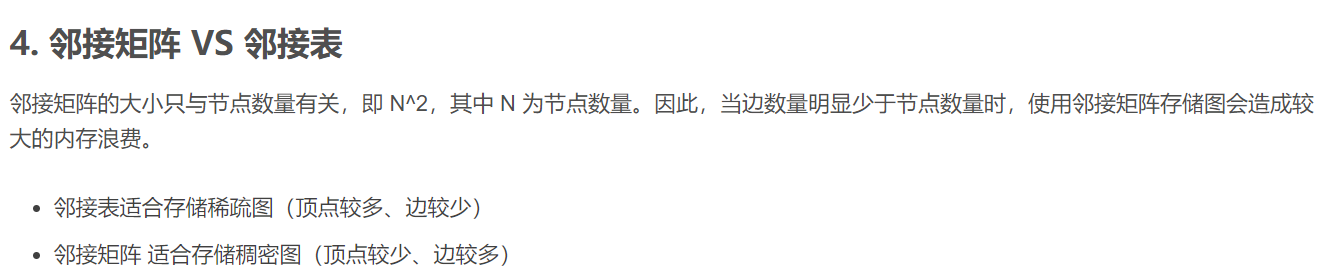 4. 邻接矩阵 VS 邻接表
邻接矩阵的大小只与节点数量有关，即 N^2，其中 N 为节点数量。因此，当边数量明显少于节点数量时，使用邻接矩阵存储图会造成较
大的内存浪费。
• 邻接表适合存储稀疏图（顶点较多、边较少）
• 邻接矩阵 适合存储稠密图（顶点较少、边较多）